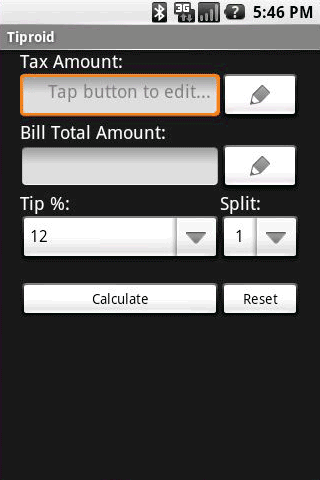 3G 5:46 PM
Tiproid
Tax Amount:
Tap button to edit...
Bill Total Amount:
Tip %: Split:
12 1
Calculate Reset